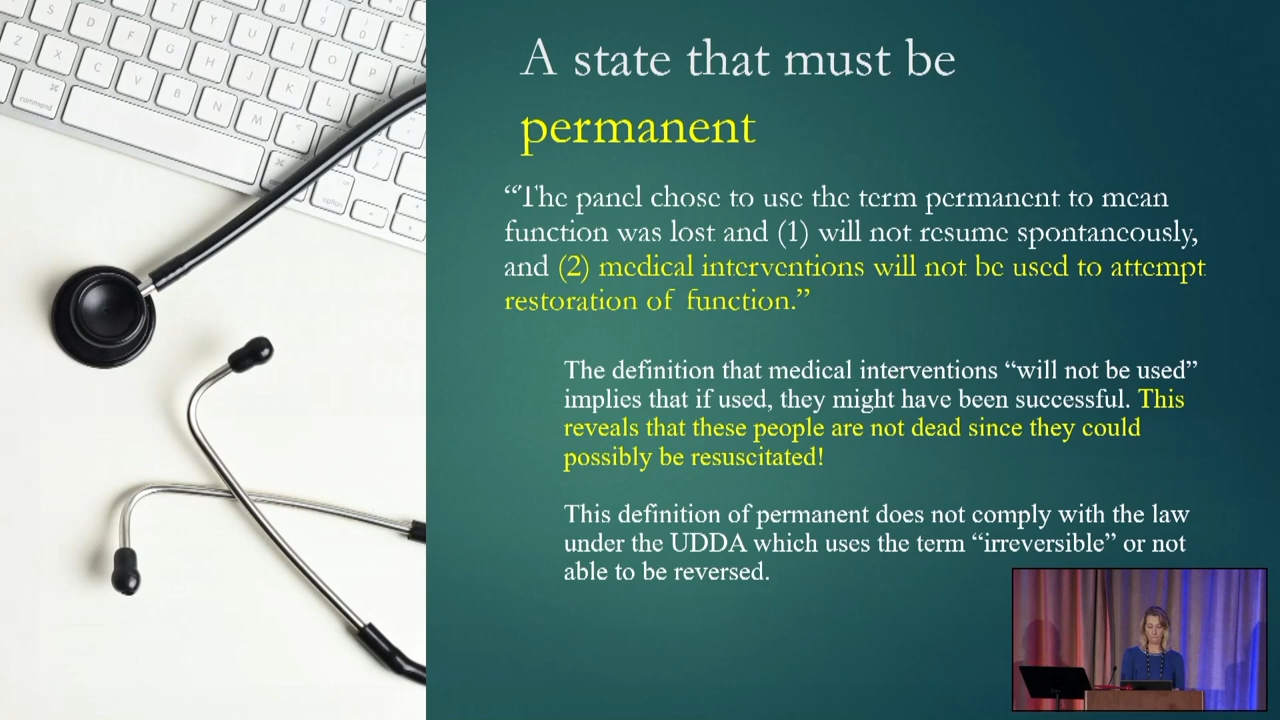 A state that must be
permanent
“The panel chose to use the term permanent to mean
function was lost and (1) will not resume spontaneously,
and (2) medical interventions will not be used to attempt
restoration of function.”
The definition that medical interventions “will not be used”
implies that if used, they might have been successful. This
reveals that these people are not dead since they could
possibly be resuscitated!
This definition of permanent does not comply with the law
under the UDDA which uses the term “irreversible” or not
able to be reversed.
S D F G H J K L
Z X C V B N M
command
option